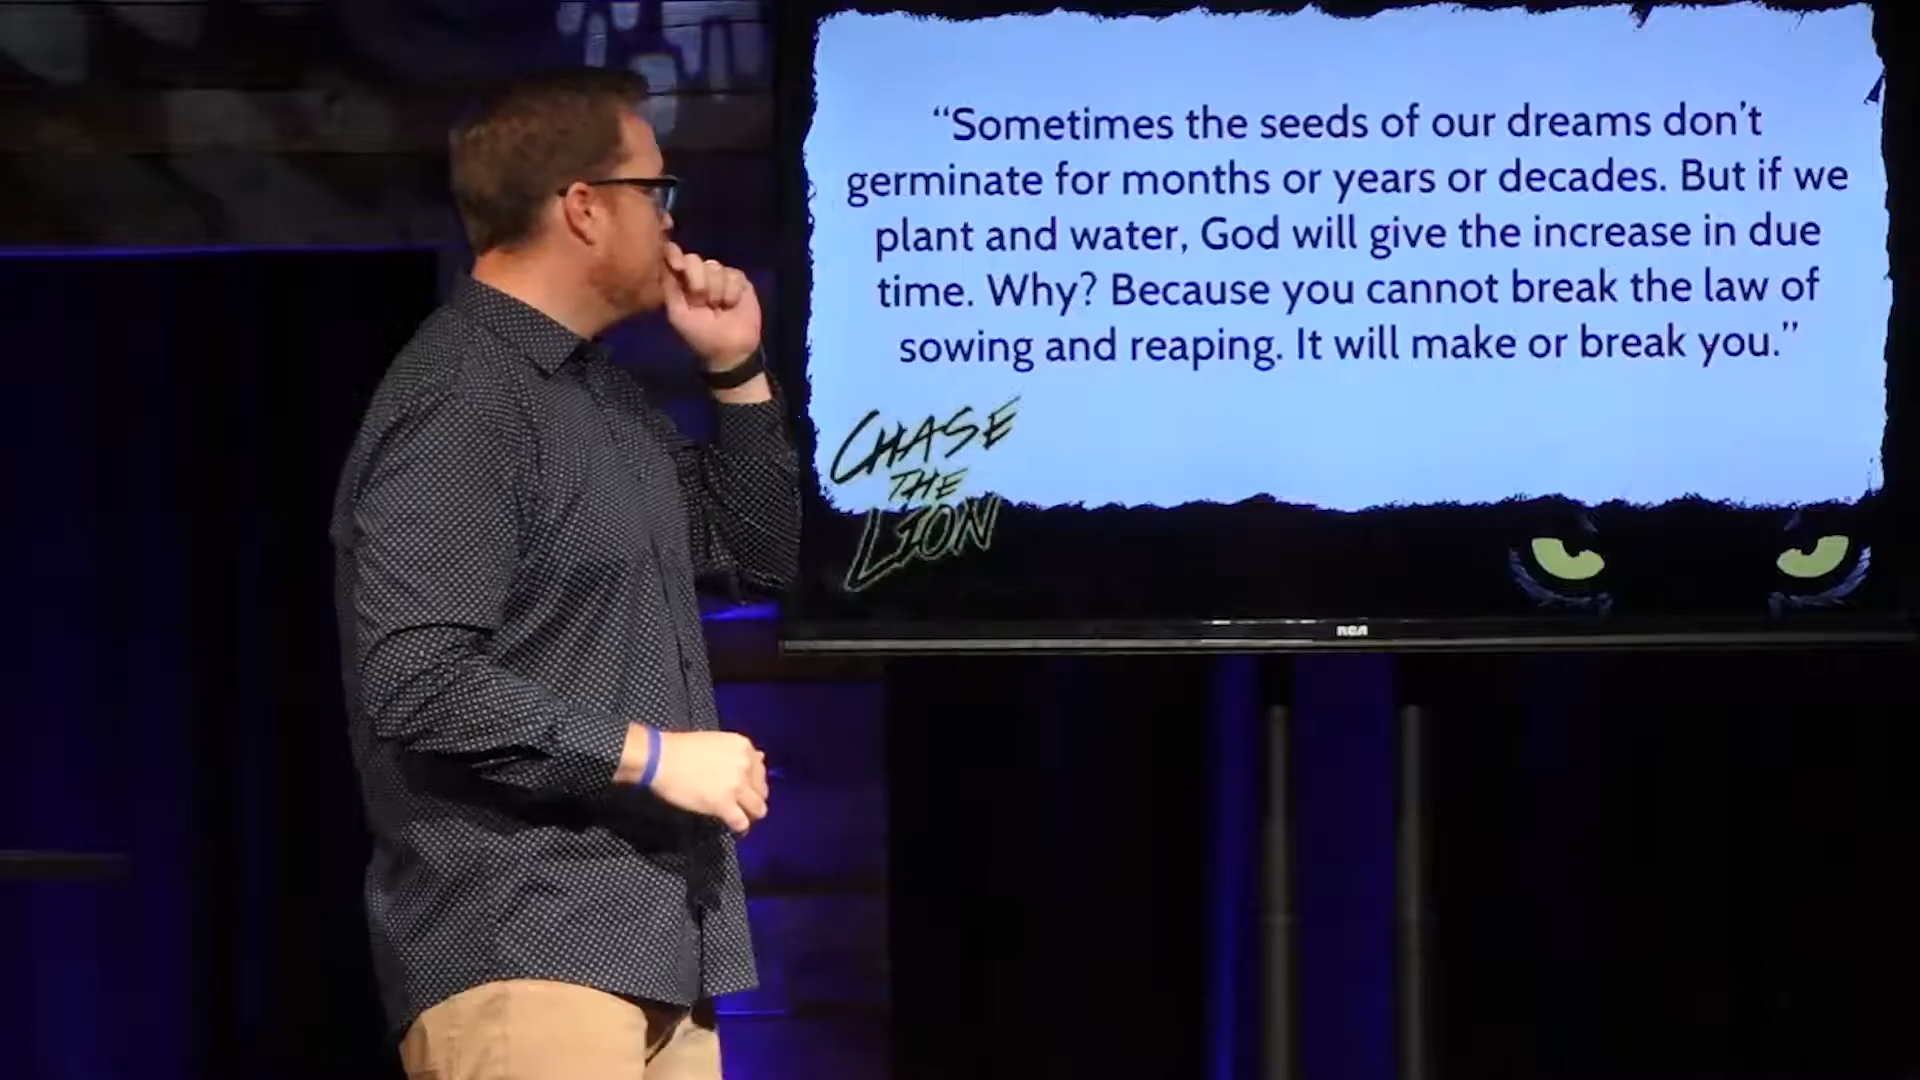 “Sometimes the seeds of our dreams don't
germinate for months or years or decades. But if we
plant and water, God will give the increase in due
time. Why? Because you cannot break the law of
sowing and reaping. It will make or break you.”
CHASE
THE
LION
RCA